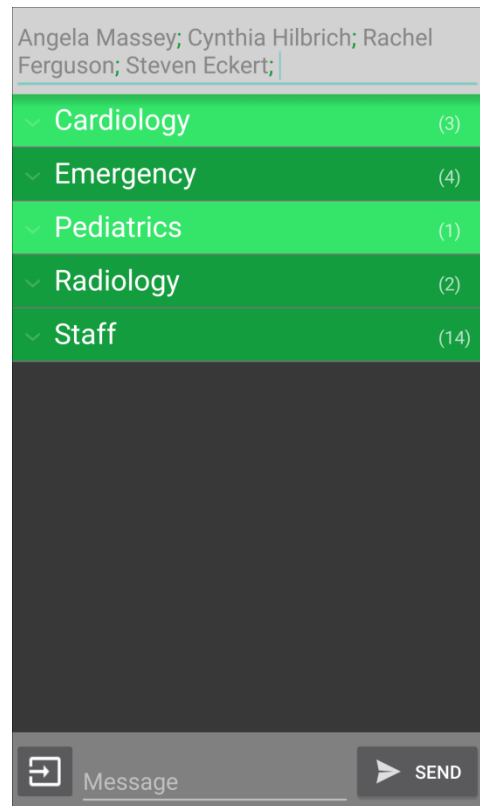 Angela Massey; Cynthia Hilbrich; Rachel
Ferguson; Steven Eckert;
Cardiology (3)
Emergency (4)
Pediatrics (1)
Radiology (2)
Staff (14)
Message
SEND